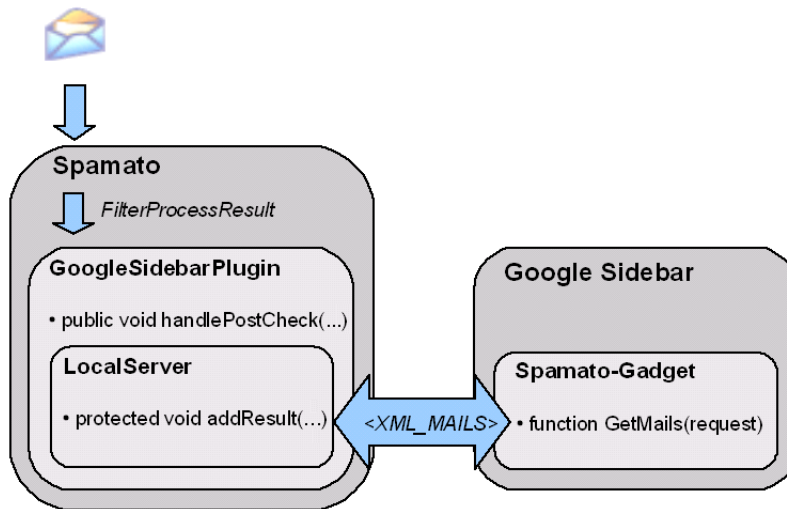 Spamato
FilterProcessResult
GoogleSidebarPlugin
• public void handlePostCheck(...)
LocalServer
• protected void addResult(...)
<XML_MAILS>
Google Sidebar
Spamato-Gadget
• function GetMails(request)